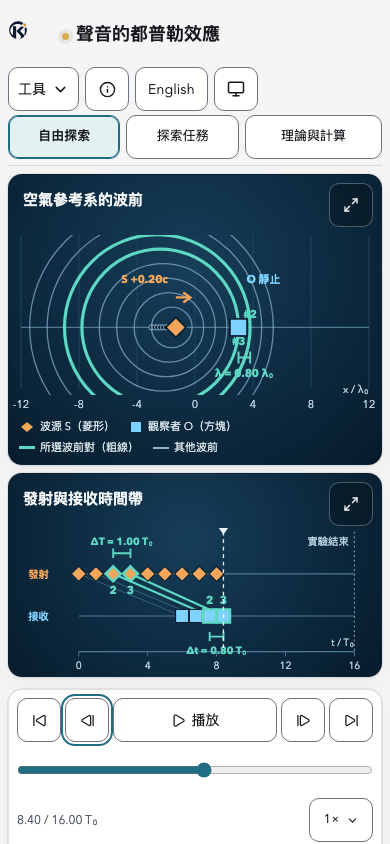 聲音的都普勒效應
工具
English
自由探索
探索任務
理論與計算
空氣參考系的波前
S +0.20c
O 靜止
#2
#3
λ = 0.80 λ₀
x / λ₀
-12 -8 -4 0 4 8 12
波源 S（菱形）
觀察者 O（方塊）
所選波前對（粗線）
其他波前
發射與接收時間帶
實驗結束
ΔT = 1.00 T₀
發射
2 3
2 3
接收
t / T₀
Δt = 0.80 T₀
0 4 8 12 16
播放
8.40 / 16.00 T₀
1×